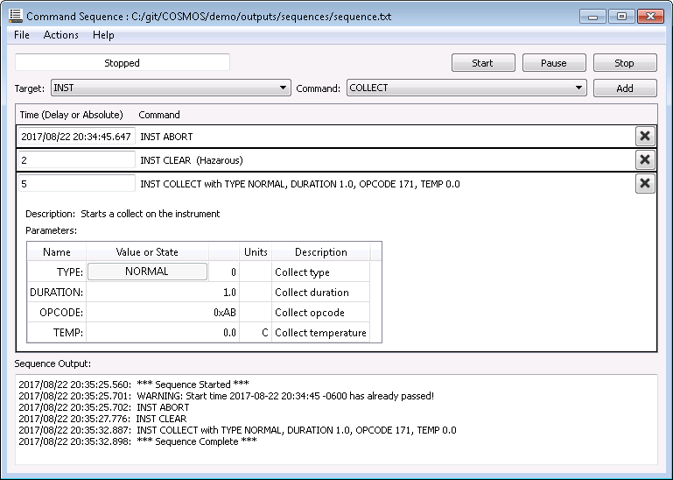 Command Sequence : C:/git/COSMOS/demo/outputs/sequences/sequence.txt
File Actions Help
Stopped Start Pause Stop
Target: INST Command: COLLECT Add
Time (Delay or Absolute) Command
2017/08/22 20:34:45.647 INST ABORT
2 INST CLEAR (Hazarous)
5 INST COLLECT with TYPE NORMAL, DURATION 1.0, OPCODE 171, TEMP 0.0
Description: Starts a collect on the instrument
Parameters:
Name Value or State Units Description
TYPE: NORMAL 0 Collect type
DURATION: 1.0 Collect duration
OPCODE: 0xAB Collect opcode
TEMP: 0.0 C Collect temperature
Sequence Output:
2017/08/22 20:35:25.560: *** Sequence Started ***
2017/08/22 20:35:25.701: WARNING: Start time 2017-08-22 20:34:45 -0600 has already passed!
2017/08/22 20:35:25.702: INST ABORT
2017/08/22 20:35:27.776: INST CLEAR
2017/08/22 20:35:32.887: INST COLLECT with TYPE NORMAL, DURATION 1.0, OPCODE 171, TEMP 0.0
2017/08/22 20:35:32.898: *** Sequence Complete ***